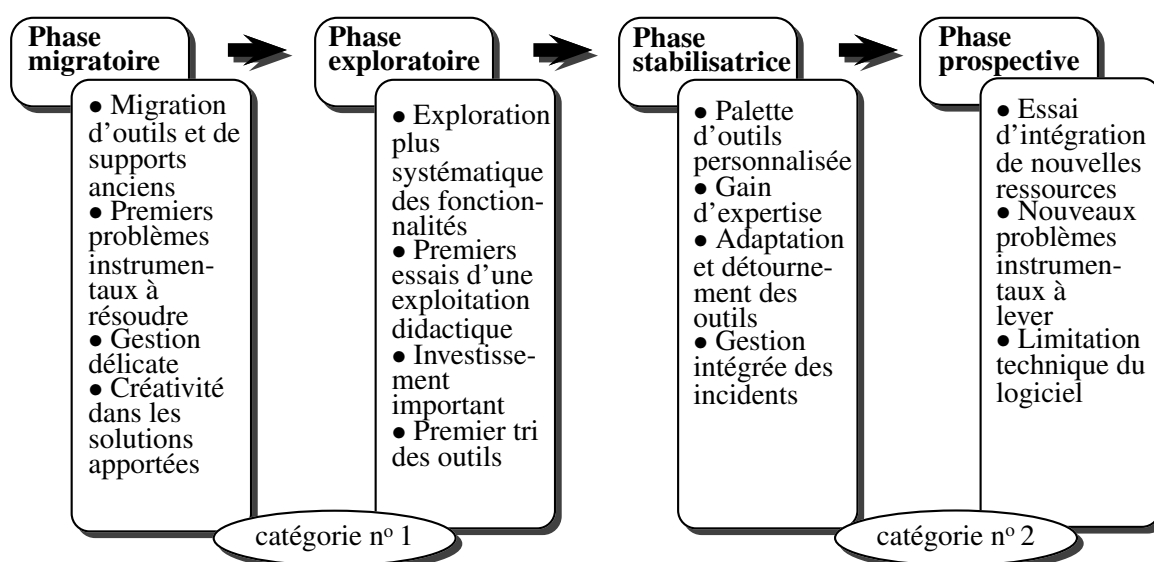 Phase
migratoire
● Migration
d’outils et de
supports
anciens
● Premiers
problèmes
instrumen-
taux à
résoudre
● Gestion
délicate
● Créativité
dans les
solutions
apportées
Phase
exploratoire
● Exploration
plus
systématique
des fonction-
nalités
● Premiers
essais d’une
exploitation
didactique
● Investisse-
ment
important
● Premier tri
des outils
catégorie nº 1
Phase
stabilisatrice
● Palette
d’outils
personnalisée
● Gain
d’expertise
● Adaptation
et détourne-
ment des
outils
● Gestion
intégrée des
incidents
Phase
prospective
● Essai
d’intégration
de nouvelles
ressources
● Nouveaux
problèmes
instrumen-
taux à
lever
● Limitation
technique du
logiciel
catégorie nº 2